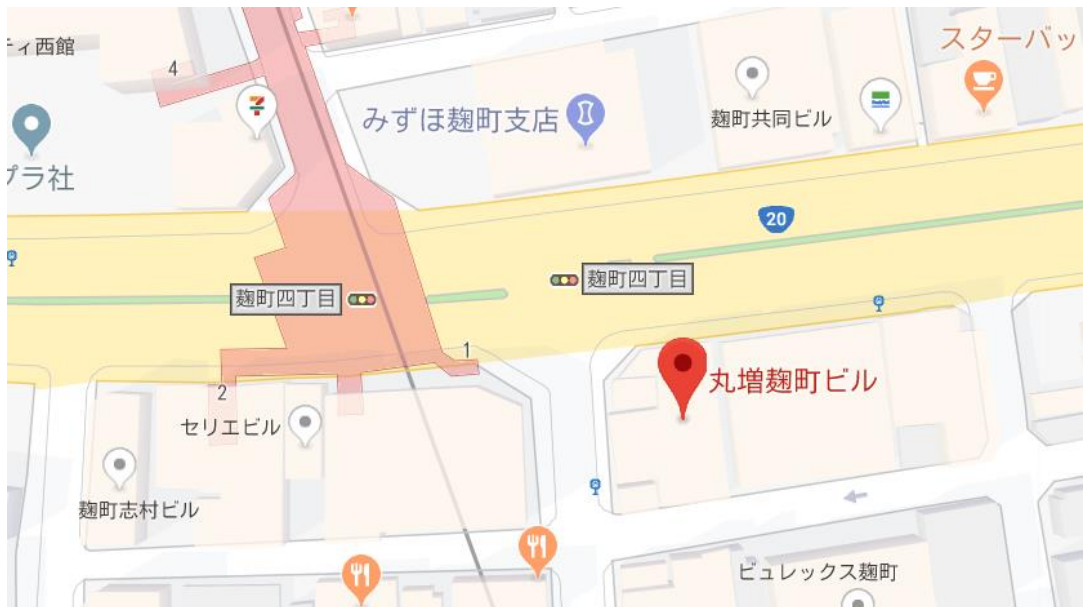 ティ西館
4
スターバッ
みずほ麹町支店
麹町共同ビル
プラ社
20
麹町四丁目
麹町四丁目
1
2
丸増麹町ビル
セリエビル
麹町志村ビル
ビュレックス麹町